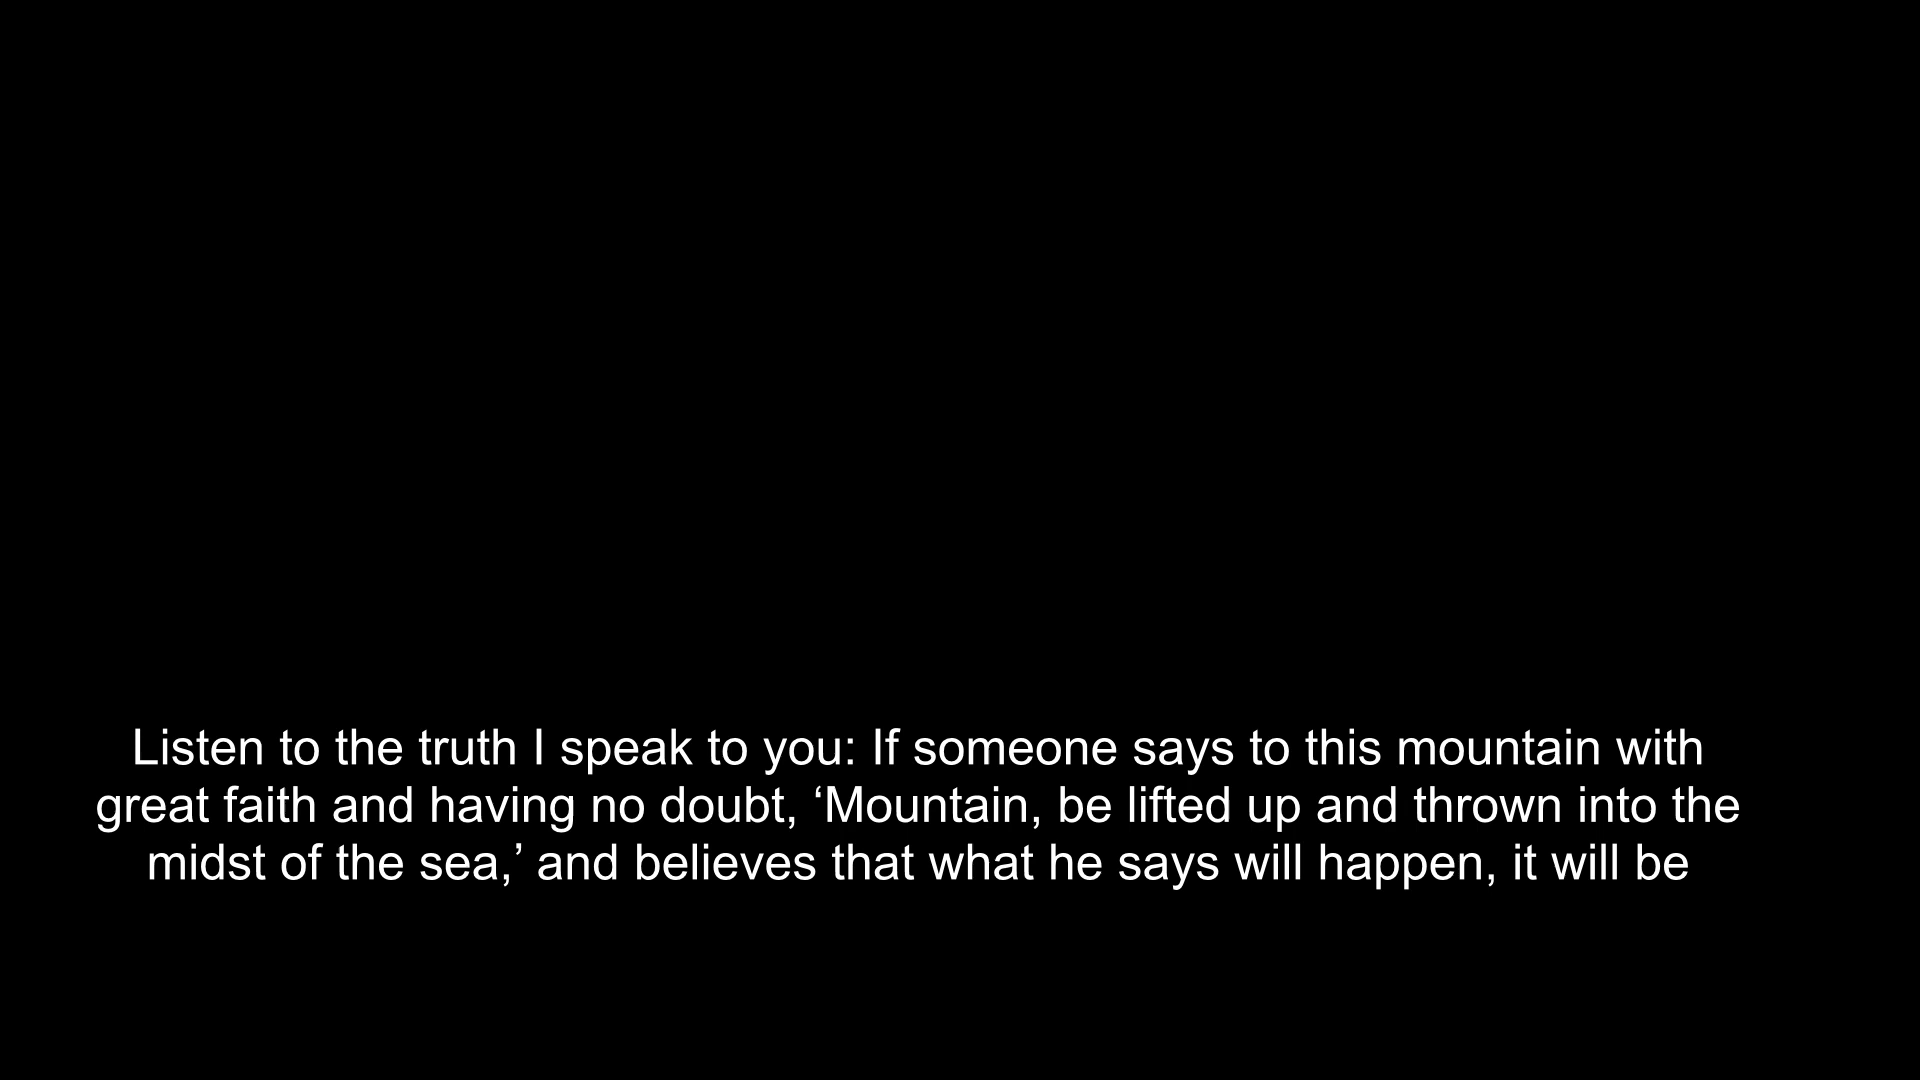 Listen to the truth I speak to you: If someone says to this mountain with
great faith and having no doubt, ‘Mountain, be lifted up and thrown into the
midst of the sea,’ and believes that what he says will happen, it will be